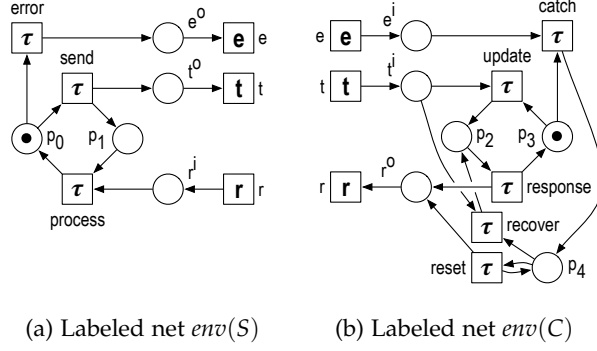 error
τ
e^o
e
e
send
τ
t^o
t
t
p_0
p_1
τ
r^i
r
r
process
catch
e
e
e^i
τ
update
t
t
t^i
τ
p_2
p_3
r
r
r^o
τ
response
τ
recover
reset
τ
p_4
(a) Labeled net env(S)
(b) Labeled net env(C)